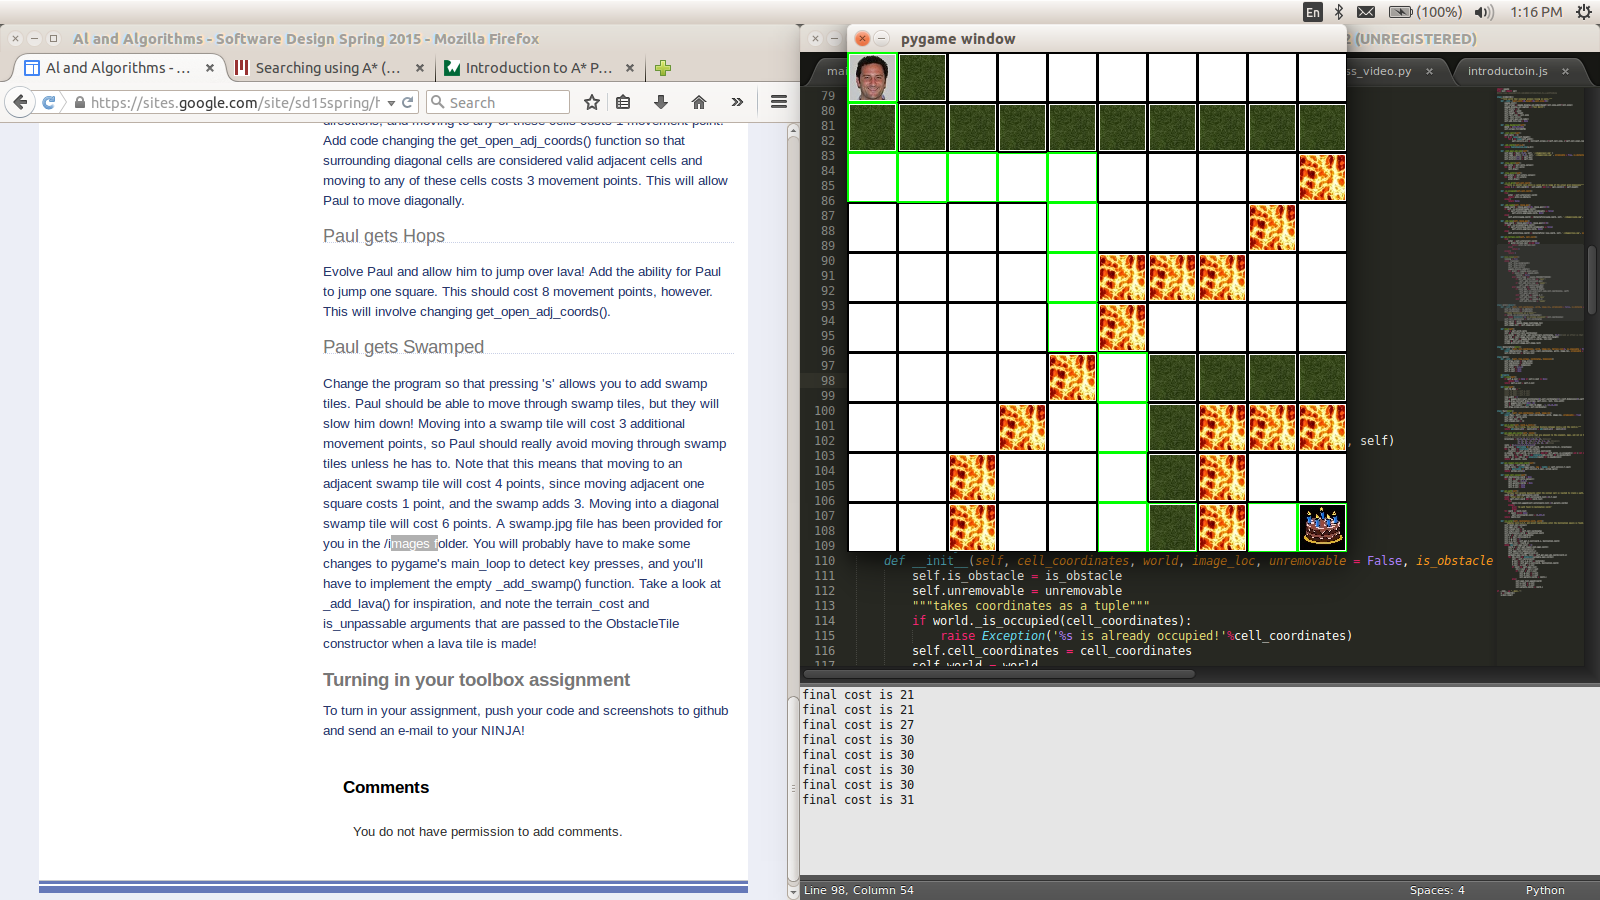 En
(100%)
1:16 PM
AI and Algorithms - Software Design Spring 2015 - Mozilla Firefox
AI and Algorithms - ...
Searching using A* (...
Introduction to A* P...
https://sites.google.com/site/sd15spring/h
Search
directions, and moving to any of these cells costs 1 movement point.
Add code changing the get_open_adj_coords() function so that
surrounding diagonal cells are considered valid adjacent cells and
moving to any of these cells costs 3 movement points. This will allow
Paul to move diagonally.
Paul gets Hops
Evolve Paul and allow him to jump over lava! Add the ability for Paul
to jump one square. This should cost 8 movement points, however.
This will involve changing get_open_adj_coords().
Paul gets Swamped
Change the program so that pressing 's' allows you to add swamp
tiles. Paul should be able to move through swamp tiles, but they will
slow him down! Moving into a swamp tile will cost 3 additional
movement points, so Paul should really avoid moving through swamp
tiles unless he has to. Note that this means that moving to an
adjacent swamp tile will cost 4 points, since moving adjacent one
square costs 1 point, and the swamp adds 3. Moving into a diagonal
swamp tile will cost 6 points. A swamp.jpg file has been provided for
you in the /images folder. You will probably have to make some
changes to pygame's main_loop to detect key presses, and you'll
have to implement the empty _add_swamp() function. Take a look at
_add_lava() for inspiration, and note the terrain_cost and
is_unpassable arguments that are passed to the ObstacleTile
constructor when a lava tile is made!
Turning in your toolbox assignment
To turn in your assignment, push your code and screenshots to github
and send an e-mail to your NINJA!
Comments
You do not have permission to add comments.
pygame window
2 (UNREGISTERED)
mai
ss_video.py
introductoin.js
79
80
81
82
83
84
85
86
87
88
89
90
91
92
93
94
95
96
97
98
99
100
101
102 , self)
103
104
105
106
107
108
109
110 def __init__(self, cell_coordinates, world, image_loc, unremovable = False, is_obstacle
111 self.is_obstacle = is_obstacle
112 self.unremovable = unremovable
113 """takes coordinates as a tuple"""
114 if world._is_occupied(cell_coordinates):
115 raise Exception('%s is already occupied!'%cell_coordinates)
116 self.cell_coordinates = cell_coordinates
117 self.world = world
final cost is 21
final cost is 21
final cost is 27
final cost is 30
final cost is 30
final cost is 30
final cost is 30
final cost is 31
Line 98, Column 54
Spaces: 4
Python